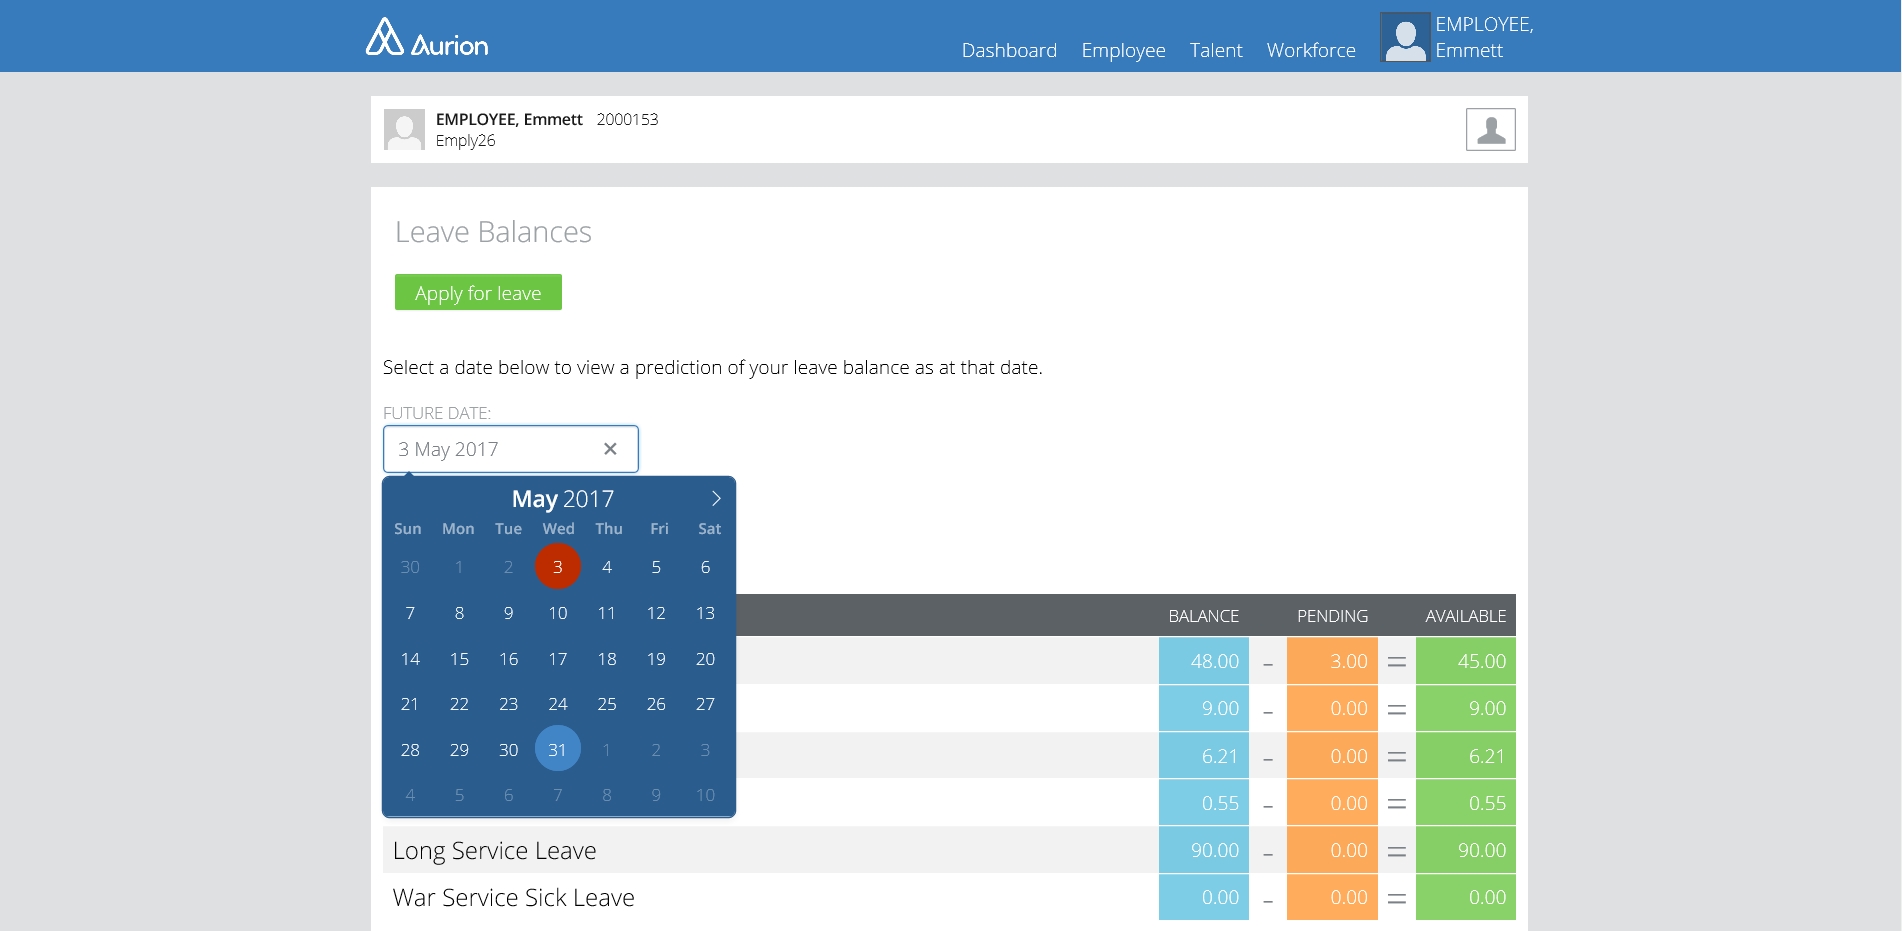 Aurion
Dashboard Employee Talent Workforce
EMPLOYEE,
Emmett
EMPLOYEE, Emmett 2000153
Emply26
Leave Balances
Apply for leave
Select a date below to view a prediction of your leave balance as at that date.
FUTURE DATE:
3 May 2017
May 2017
Sun Mon Tue Wed Thu Fri Sat
30 1 2 3 4 5 6
7 8 9 10 11 12 13
14 15 16 17 18 19 20
21 22 23 24 25 26 27
28 29 30 31 1 2 3
4 5 6 7 8 9 10
BALANCE PENDING AVAILABLE
48.00 – 3.00 = 45.00
9.00 – 0.00 = 9.00
6.21 – 0.00 = 6.21
0.55 – 0.00 = 0.55
Long Service Leave 90.00 – 0.00 = 90.00
War Service Sick Leave 0.00 – 0.00 = 0.00